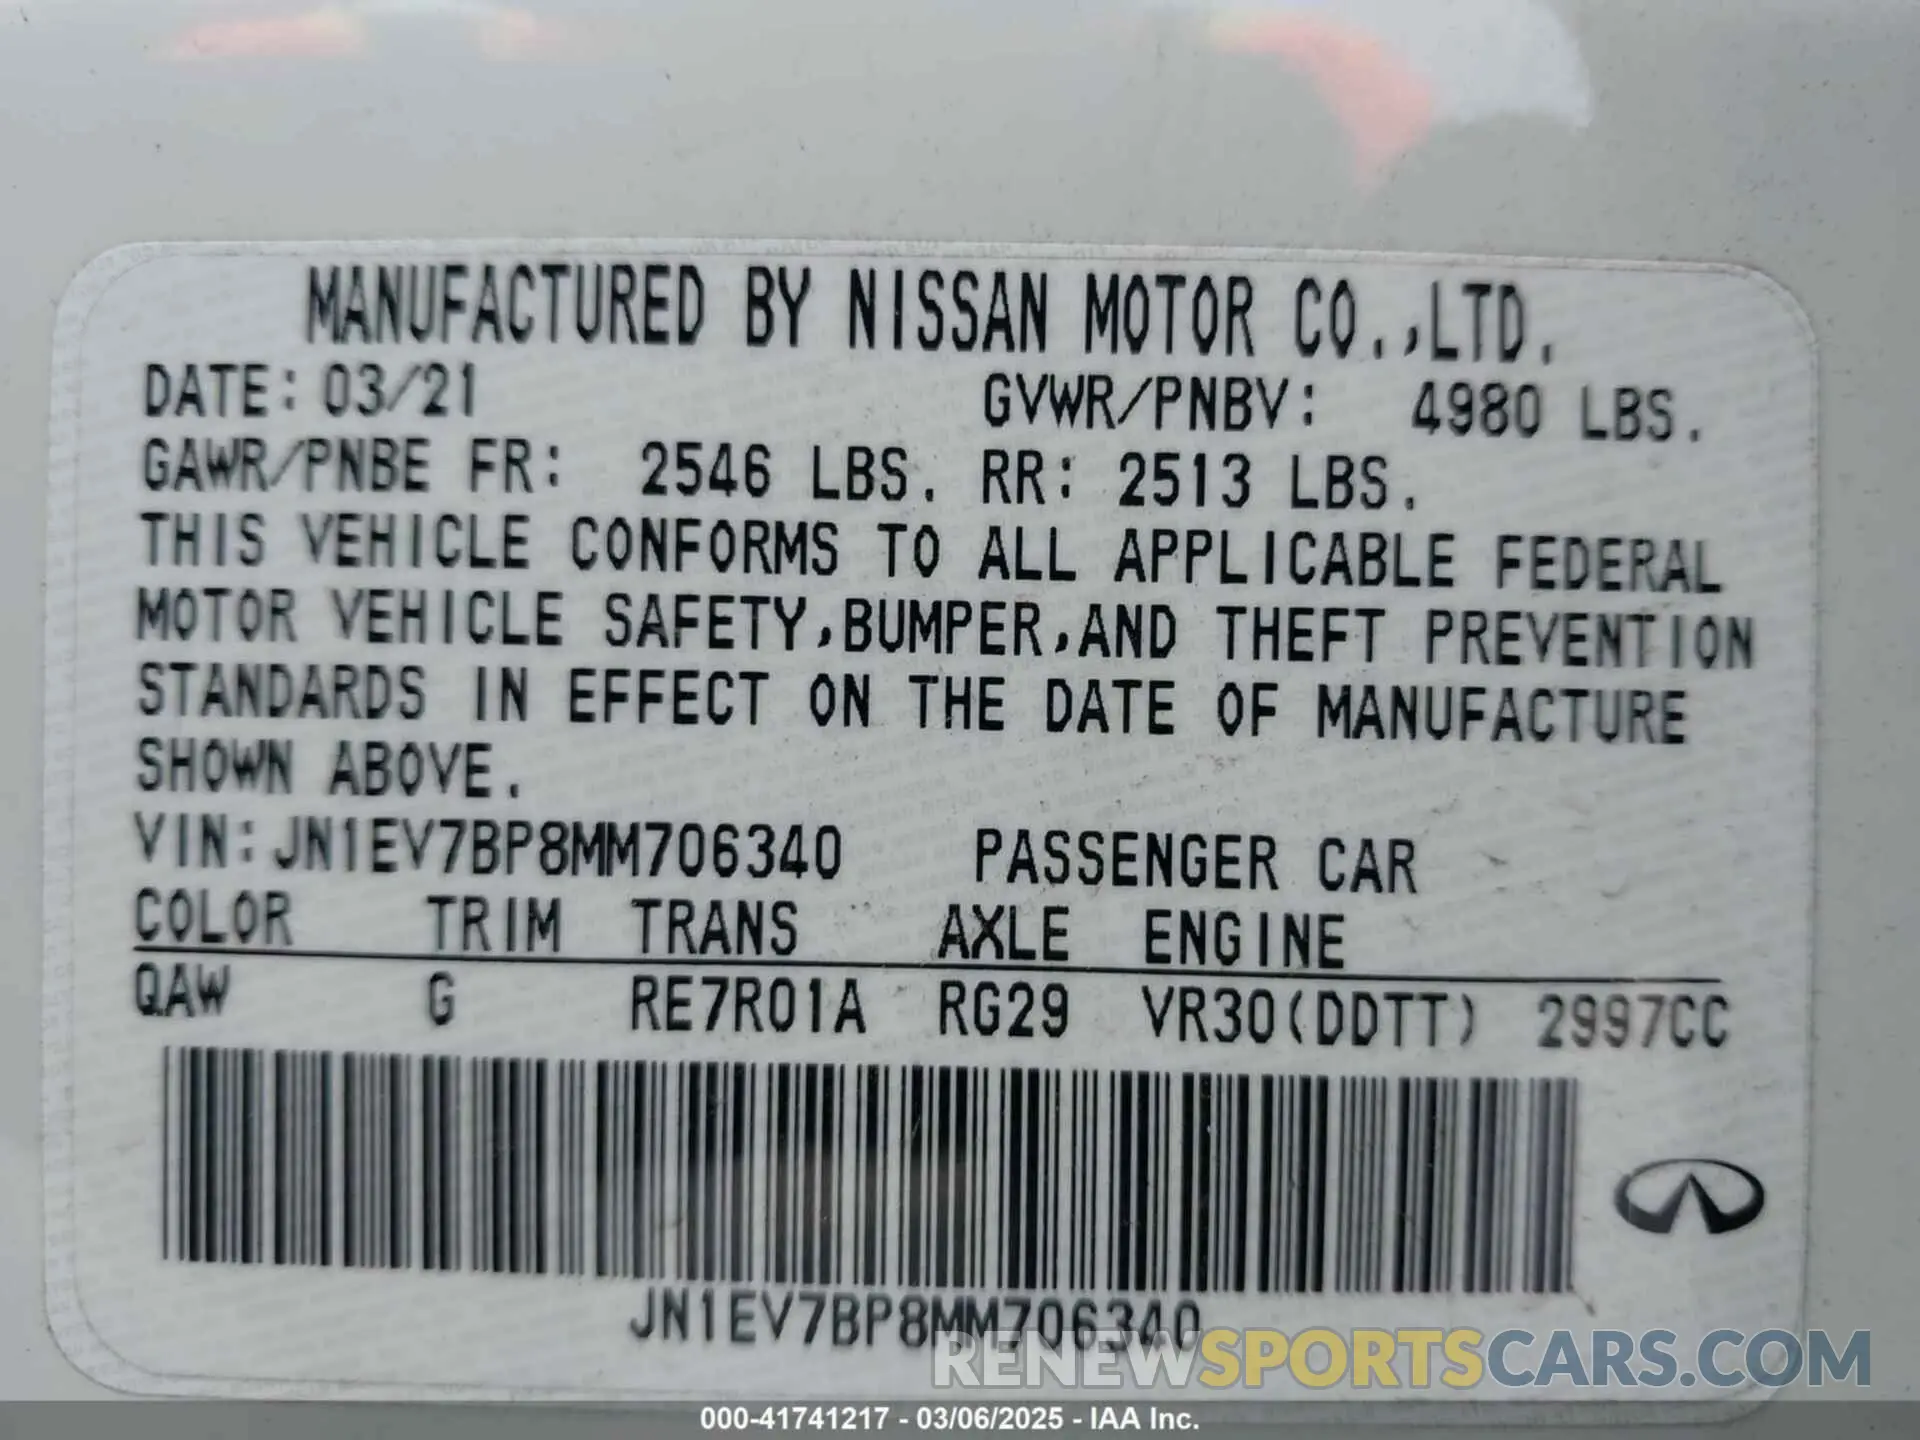 MANUFACTURED BY NISSAN MOTOR CO.,LTD.
DATE: 03/21 GVWR/PNBV: 4980 LBS.
GAWR/PNBE FR: 2546 LBS. RR: 2513 LBS.
THIS VEHICLE CONFORMS TO ALL APPLICABLE FEDERAL
MOTOR VEHICLE SAFETY,BUMPER,AND THEFT PREVENTION
STANDARDS IN EFFECT ON THE DATE OF MANUFACTURE
SHOWN ABOVE.
VIN:JN1EV7BP8MM706340 PASSENGER CAR
COLOR TRIM TRANS AXLE ENGINE
QAW G RE7R01A RG29 VR30(DDTT) 2997CC
JN1EV7BP8MM706340
RENEWSPORTSCARS.COM
000-41741217 - 03/06/2025 - IAA Inc.